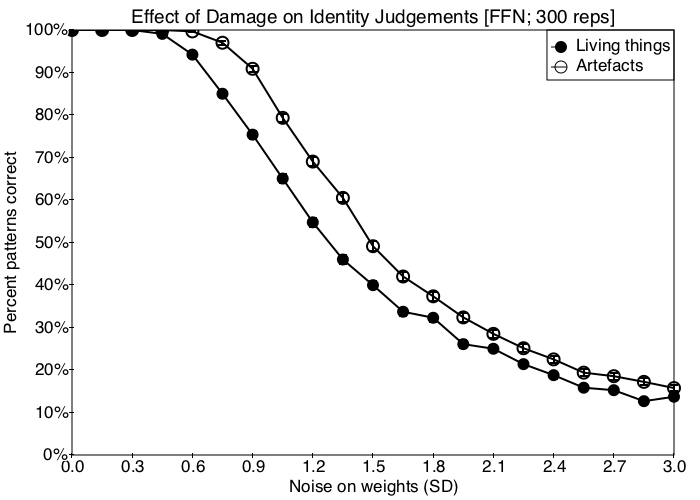 Effect of Damage on Identity Judgements [FFN; 300 reps]
Living things
Artefacts
100%
90%
80%
70%
60%
50%
40%
30%
20%
10%
0%
Percent patterns correct
0.0 0.3 0.6 0.9 1.2 1.5 1.8 2.1 2.4 2.7 3.0
Noise on weights (SD)